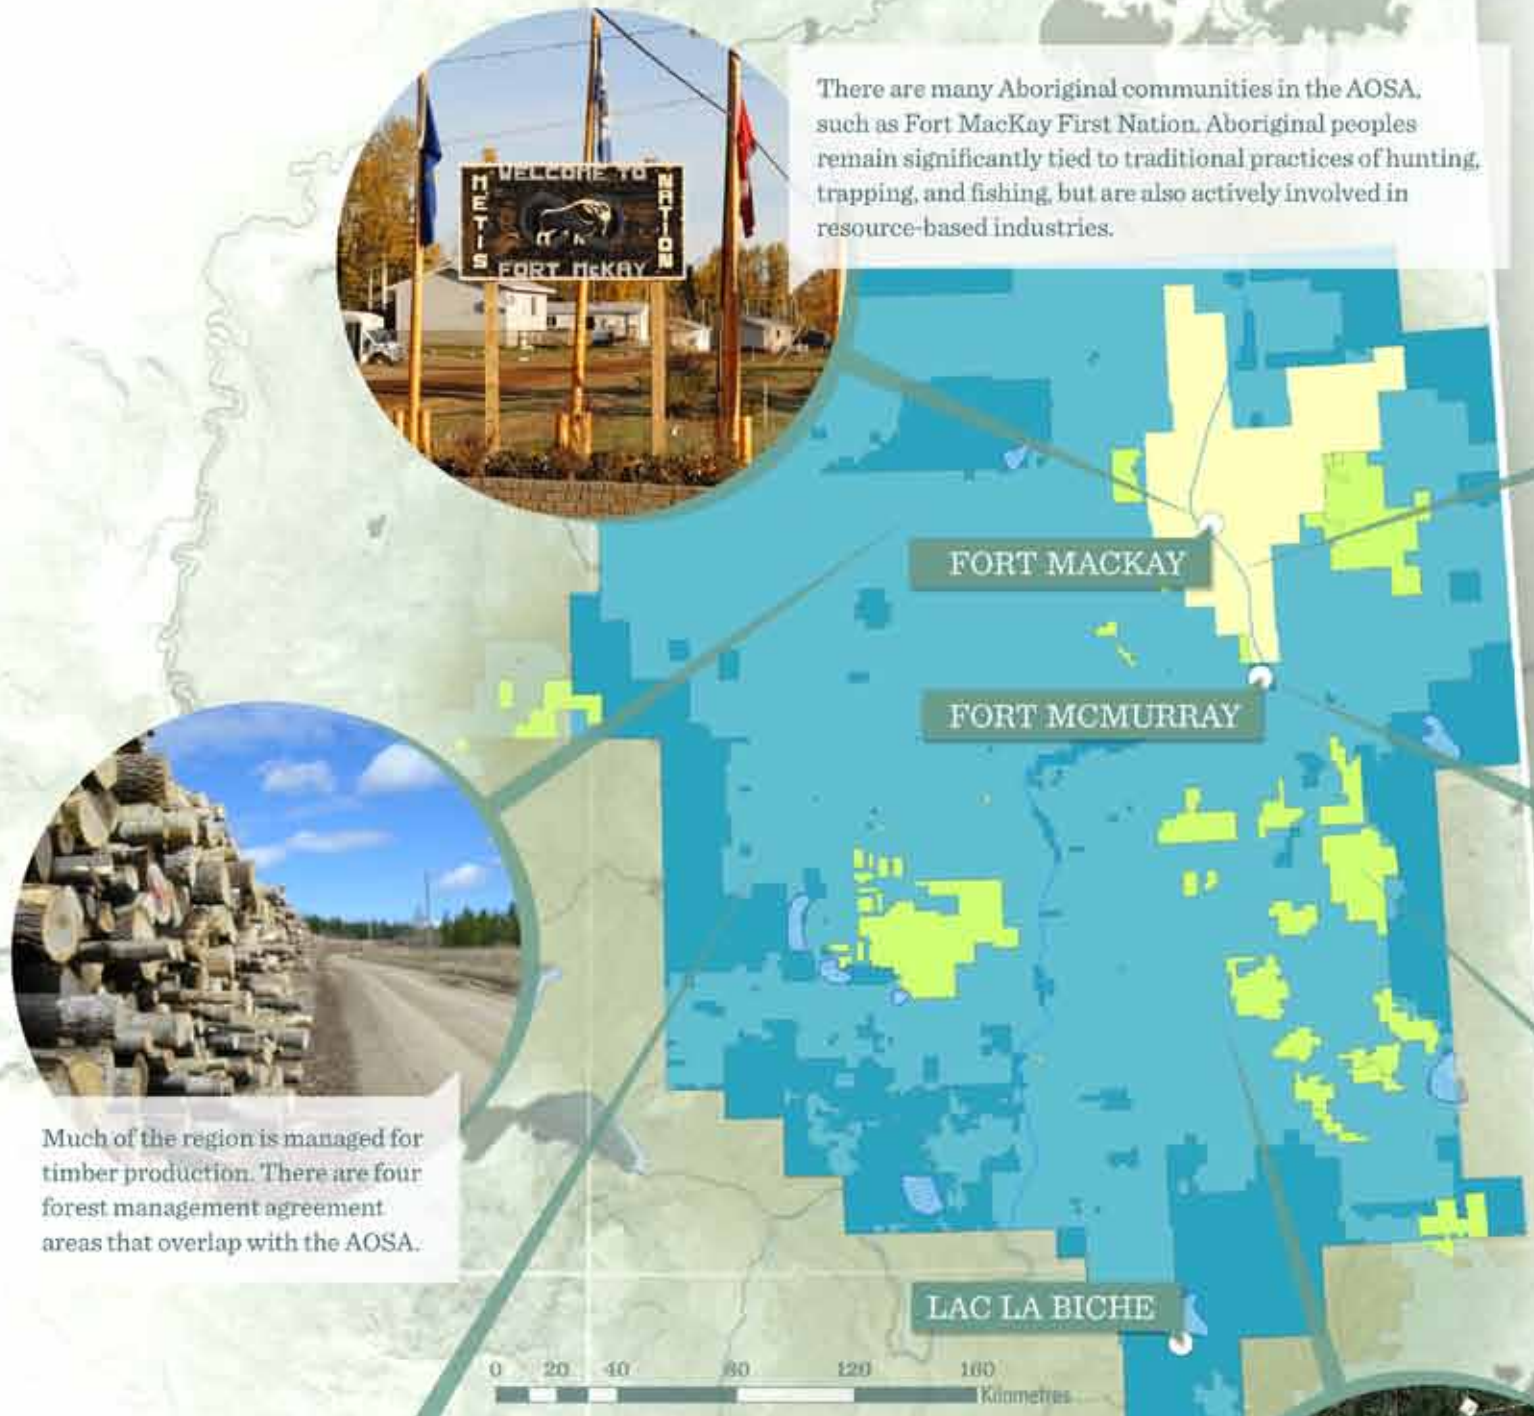 There are many Aboriginal communities in the AOSA,
such as Fort MacKay First Nation. Aboriginal peoples
remain significantly tied to traditional practices of hunting,
trapping, and fishing, but are also actively involved in
resource-based industries.
WELCOME TO
METIS
NATION
FORT McKAY
FORT MACKAY
FORT MCMURRAY
Much of the region is managed for
timber production. There are four
forest management agreement
areas that overlap with the AOSA.
LAC LA BICHE
0 20 40 80 120 160
Kilometres